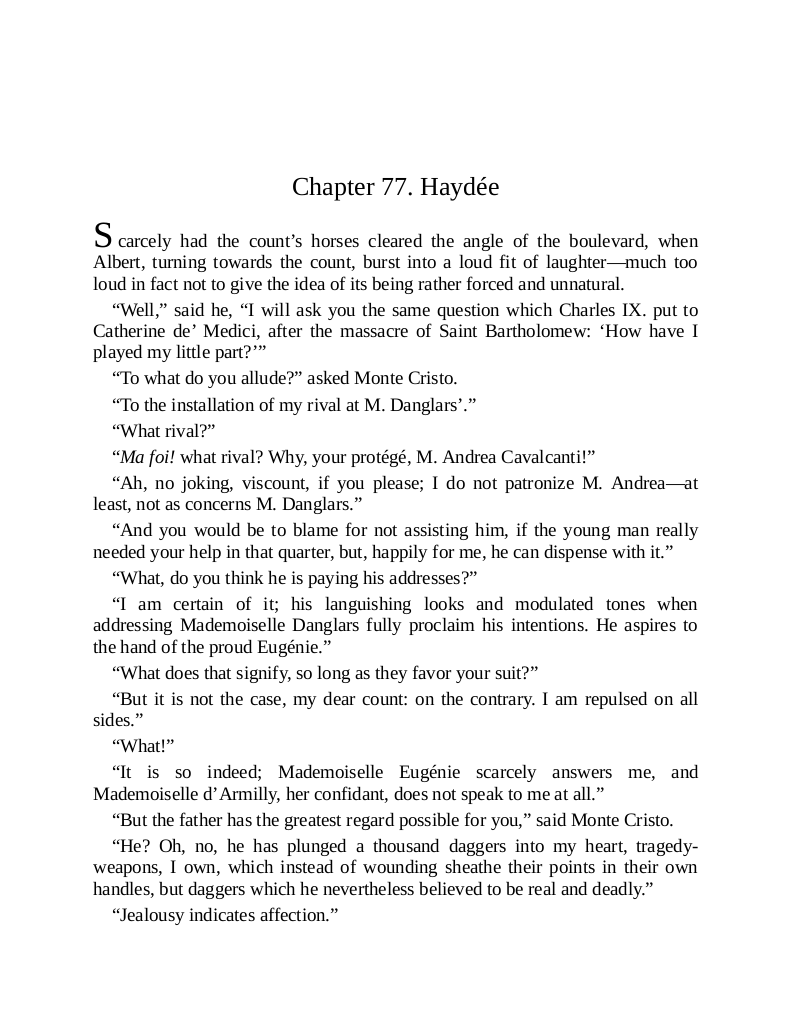 Chapter 77. Haydée
Scarcely had the count’s horses cleared the angle of the boulevard, when
Albert, turning towards the count, burst into a loud fit of laughter—much too
loud in fact not to give the idea of its being rather forced and unnatural.
“Well,” said he, “I will ask you the same question which Charles IX. put to
Catherine de’ Medici, after the massacre of Saint Bartholomew: ‘How have I
played my little part?’”
“To what do you allude?” asked Monte Cristo.
“To the installation of my rival at M. Danglars’.”
“What rival?”
“Ma foi! what rival? Why, your protégé, M. Andrea Cavalcanti!”
“Ah, no joking, viscount, if you please; I do not patronize M. Andrea—at
least, not as concerns M. Danglars.”
“And you would be to blame for not assisting him, if the young man really
needed your help in that quarter, but, happily for me, he can dispense with it.”
“What, do you think he is paying his addresses?”
“I am certain of it; his languishing looks and modulated tones when
addressing Mademoiselle Danglars fully proclaim his intentions. He aspires to
the hand of the proud Eugénie.”
“What does that signify, so long as they favor your suit?”
“But it is not the case, my dear count: on the contrary. I am repulsed on all
sides.”
“What!”
“It is so indeed; Mademoiselle Eugénie scarcely answers me, and
Mademoiselle d’Armilly, her confidant, does not speak to me at all.”
“But the father has the greatest regard possible for you,” said Monte Cristo.
“He? Oh, no, he has plunged a thousand daggers into my heart, tragedy-
weapons, I own, which instead of wounding sheathe their points in their own
handles, but daggers which he nevertheless believed to be real and deadly.”
“Jealousy indicates affection.”